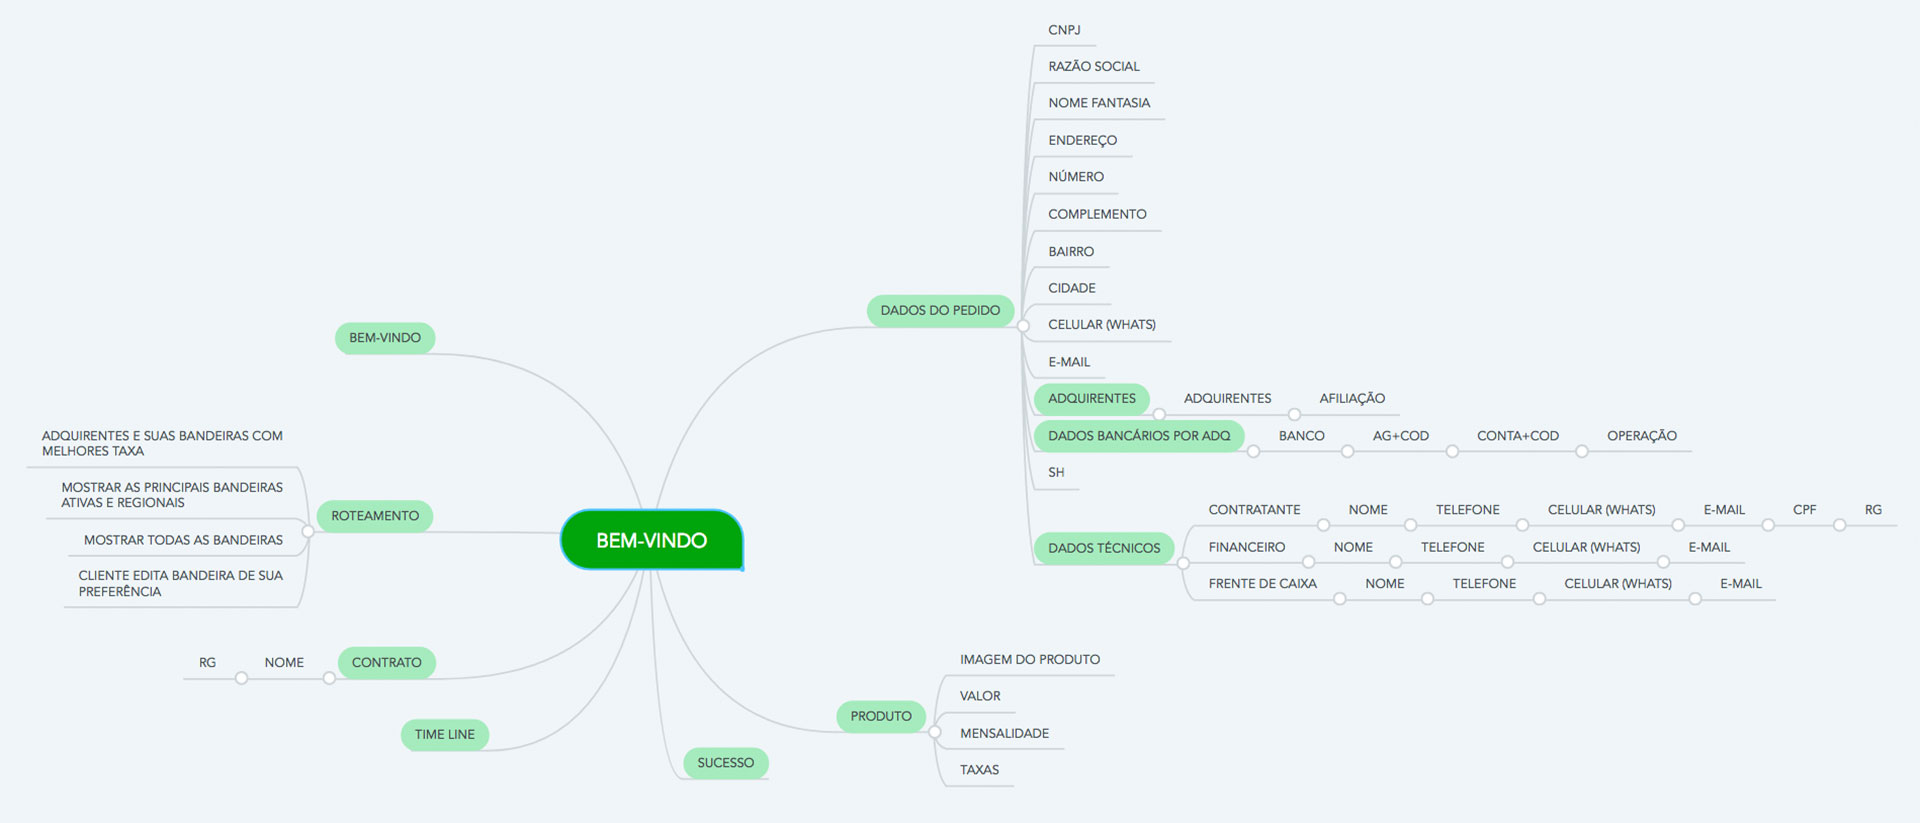 BEM-VINDO
DADOS DO PEDIDO
CNPJ
RAZÃO SOCIAL
NOME FANTASIA
ENDEREÇO
NÚMERO
COMPLEMENTO
BAIRRO
CIDADE
CELULAR (WHATS)
E-MAIL
ADQUIRENTES ADQUIRENTES AFILIAÇÃO
DADOS BANCÁRIOS POR ADQ BANCO AG+COD CONTA+COD OPERAÇÃO
SH
DADOS TÉCNICOS
CONTRATANTE NOME TELEFONE CELULAR (WHATS) E-MAIL CPF RG
FINANCEIRO NOME TELEFONE CELULAR (WHATS) E-MAIL
FRENTE DE CAIXA NOME TELEFONE CELULAR (WHATS) E-MAIL
PRODUTO
IMAGEM DO PRODUTO
VALOR
MENSALIDADE
TAXAS
SUCESSO
BEM-VINDO
ROTEAMENTO
ADQUIRENTES E SUAS BANDEIRAS COM
MELHORES TAXA
MOSTRAR AS PRINCIPAIS BANDEIRAS
ATIVAS E REGIONAIS
MOSTRAR TODAS AS BANDEIRAS
CLIENTE EDITA BANDEIRA DE SUA
PREFERÊNCIA
RG NOME CONTRATO
TIME LINE